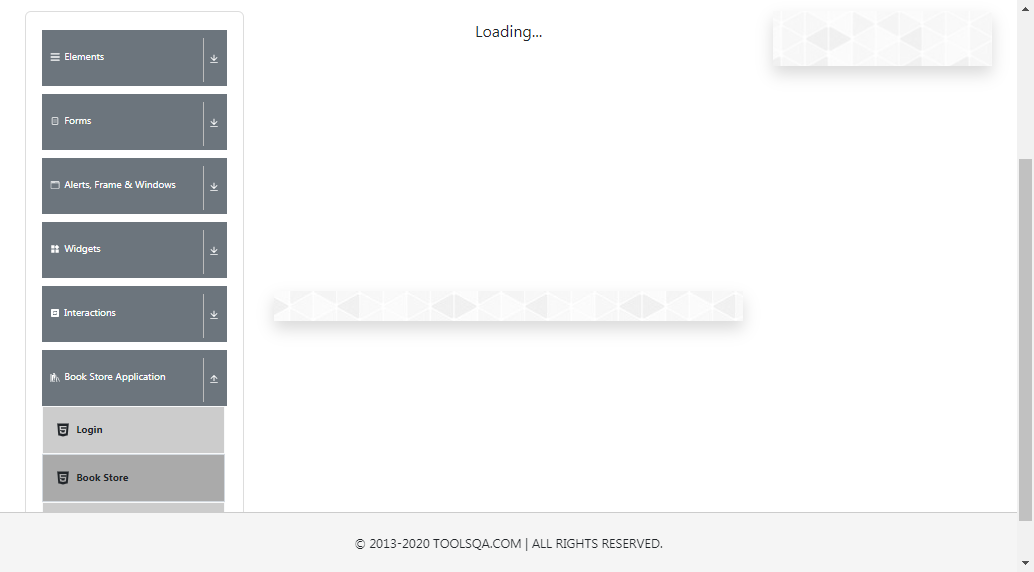 Loading...
Elements
Forms
Alerts, Frame & Windows
Widgets
Interactions
Book Store Application
Login
Book Store
© 2013-2020 TOOLSQA.COM | ALL RIGHTS RESERVED.